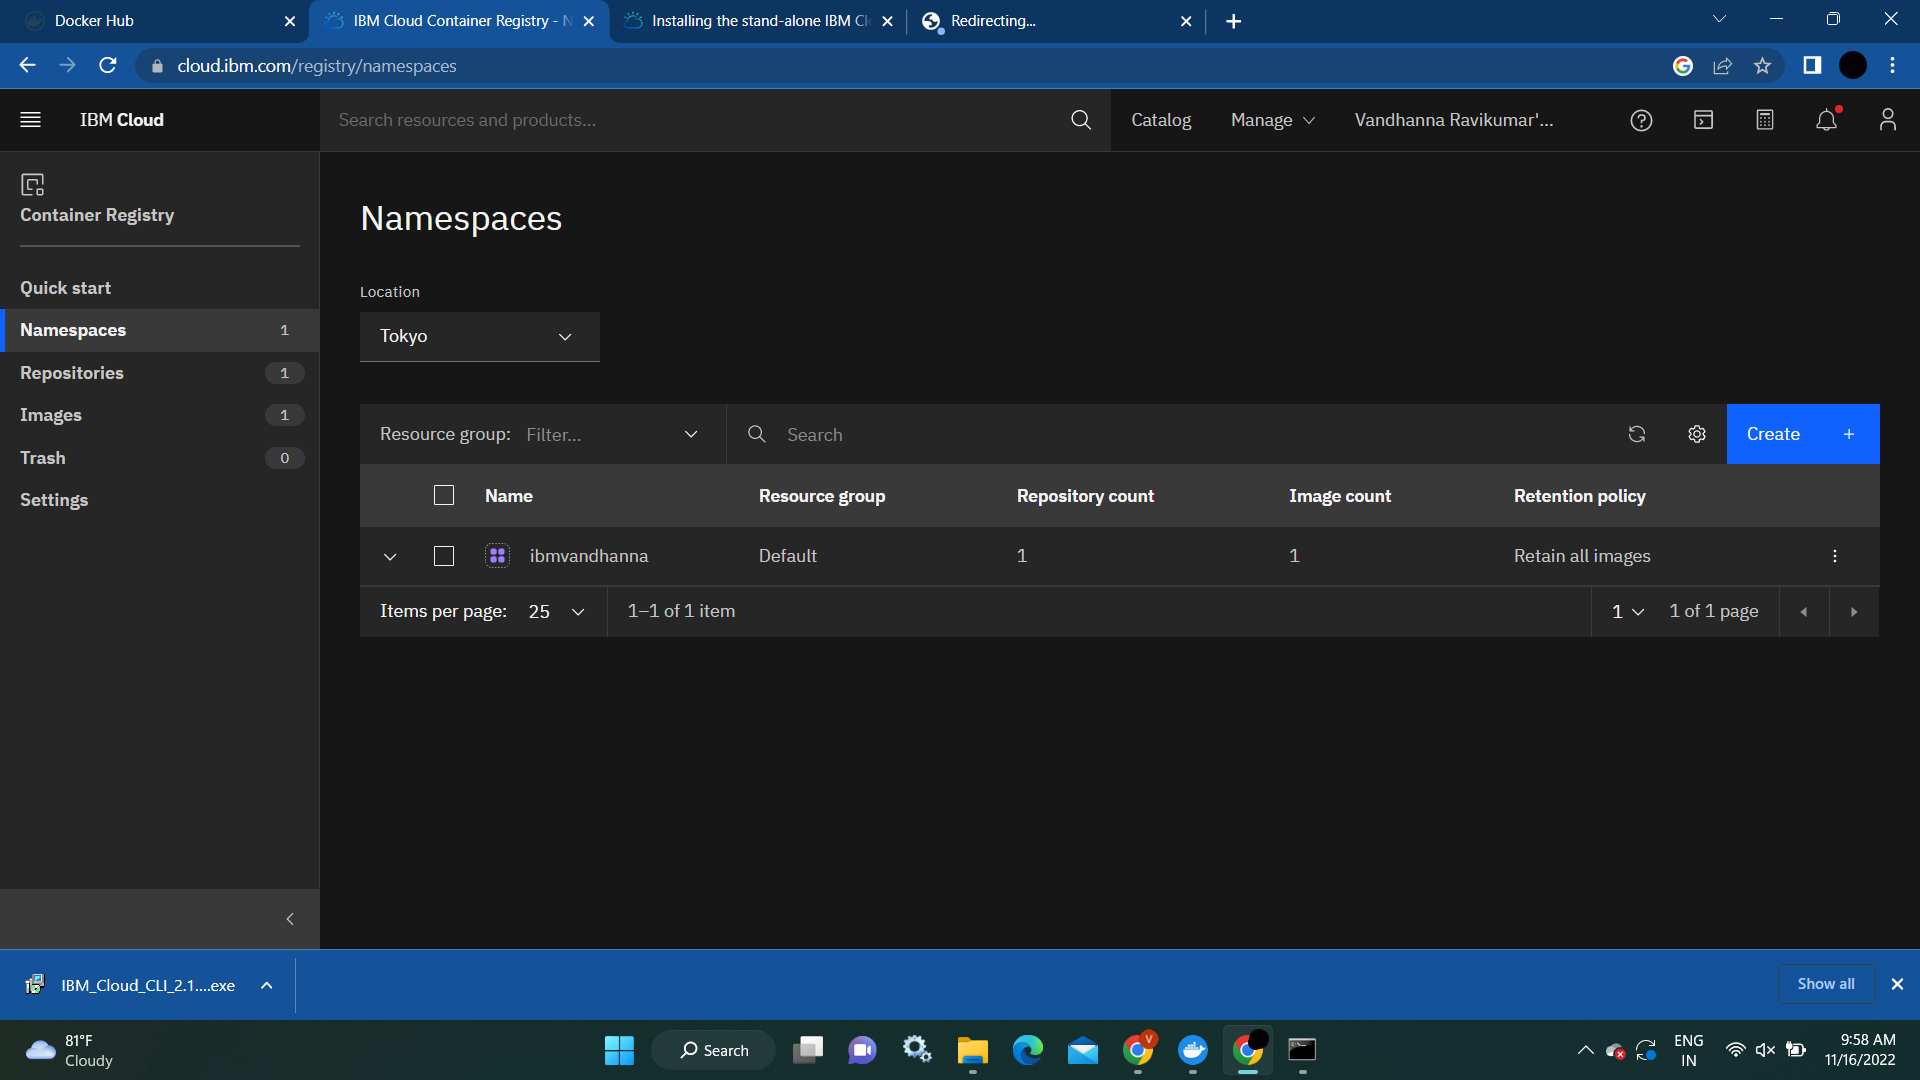 Docker Hub
IBM Cloud Container Registry - N
Installing the stand-alone IBM Cl
Redirecting...
cloud.ibm.com/registry/namespaces
IBM Cloud
Search resources and products...
Catalog
Manage
Vandhanna Ravikumar'...
Container Registry
Quick start
Namespaces 1
Repositories 1
Images 1
Trash 0
Settings
Namespaces
Location
Tokyo
Resource group: Filter...
Search
Create +
Name Resource group Repository count Image count Retention policy
ibmvandhanna Default 1 1 Retain all images
Items per page: 25 1–1 of 1 item 1 1 of 1 page
IBM_Cloud_CLI_2.1....exe
Show all
81°F
Cloudy
Search
V
ENG
IN
9:58 AM
11/16/2022